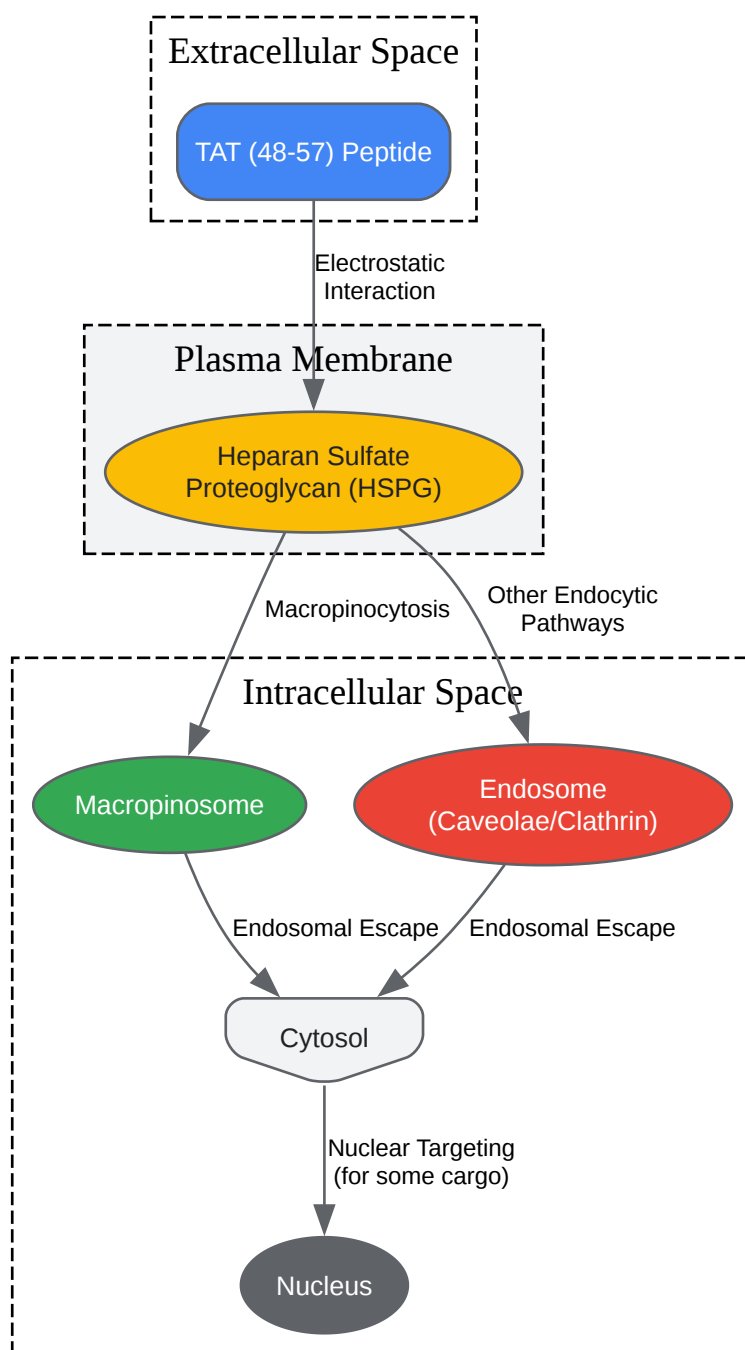 Extracellular Space
TAT (48-57) Peptide
Electrostatic
Interaction
Plasma Membrane
Heparan Sulfate
Proteoglycan (HSPG)
Macropinocytosis
Other Endocytic
Pathways
Intracellular Space
Macropinosome
Endosome
(Caveolae/Clathrin)
Endosomal Escape
Endosomal Escape
Cytosol
Nuclear Targeting
(for some cargo)
Nucleus